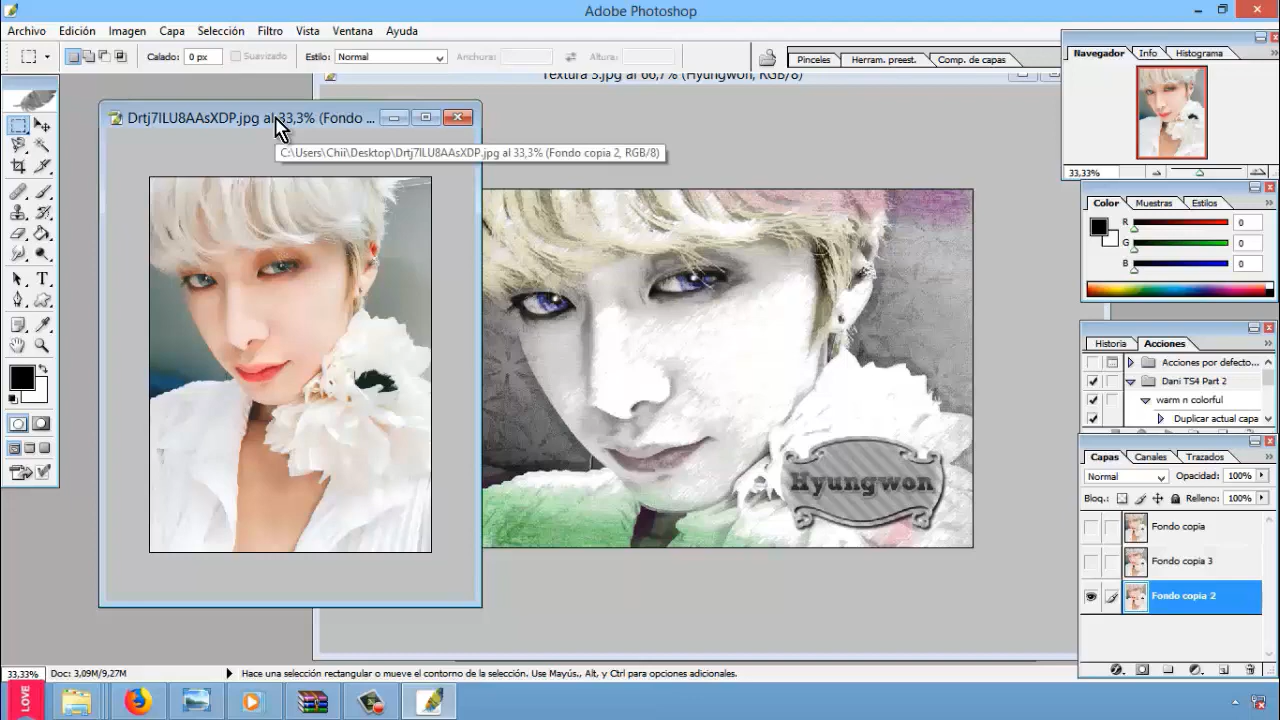 Adobe Photoshop
Archivo Edición Imagen Capa Selección Filtro Vista Ventana Ayuda
Calado: 0 px Suavizado Estilo: Normal Anchura: Altura: Pinceles Herram. preest. Comp. de capas
Textura 3.jpg al 66,7% (Hyungwon, RGB/8)
Drtj7ILU8AAsXDP.jpg al 33,3% (Fondo ...
C:\Users\Chii\Desktop\Drtj7ILU8AAsXDP.jpg al 33,3% (Fondo copia 2, RGB/8)
Hyungwon
Navegador Info Histograma
33,33%
Color Muestras Estilos
R 0
G 0
B 0
Historia Acciones
Acciones por defecto...
Dani TS4 Part 2
warm n colorful
Duplicar actual capa
Capas Canales Trazados
Normal Opacidad: 100%
Bloq.: Relleno: 100%
Fondo copia
Fondo copia 3
Fondo copia 2
33,33% Doc: 3,09M/9,27M Hace una selección rectangular o mueve el contorno de la selección. Use Mayús., Alt, y Ctrl para opciones adicionales.
LOVE